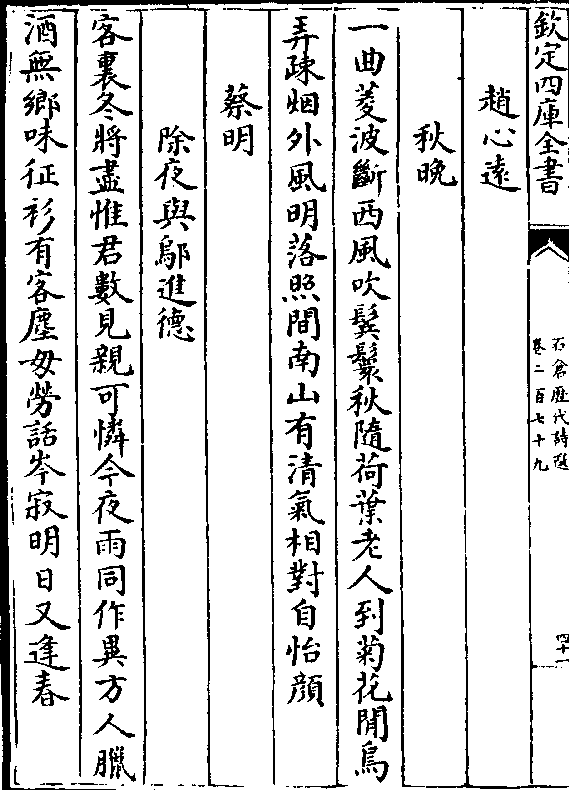 欽定四庫全書
石倉歷代詩選
卷二百七十九
四十一
趙心遠
秋晚
一曲菱波斷西風吹鬓鬟秋隨荷葉老人到菊花閒鳥
弄疎烟外風明落照間南山有清氣相對自怡顔
蔡明
除夜與鄔進德
客裏冬將盡惟君數見親可憐今夜雨同作異方人臘
酒無鄉味征衫有客塵毋勞話岑寂明日又逢春